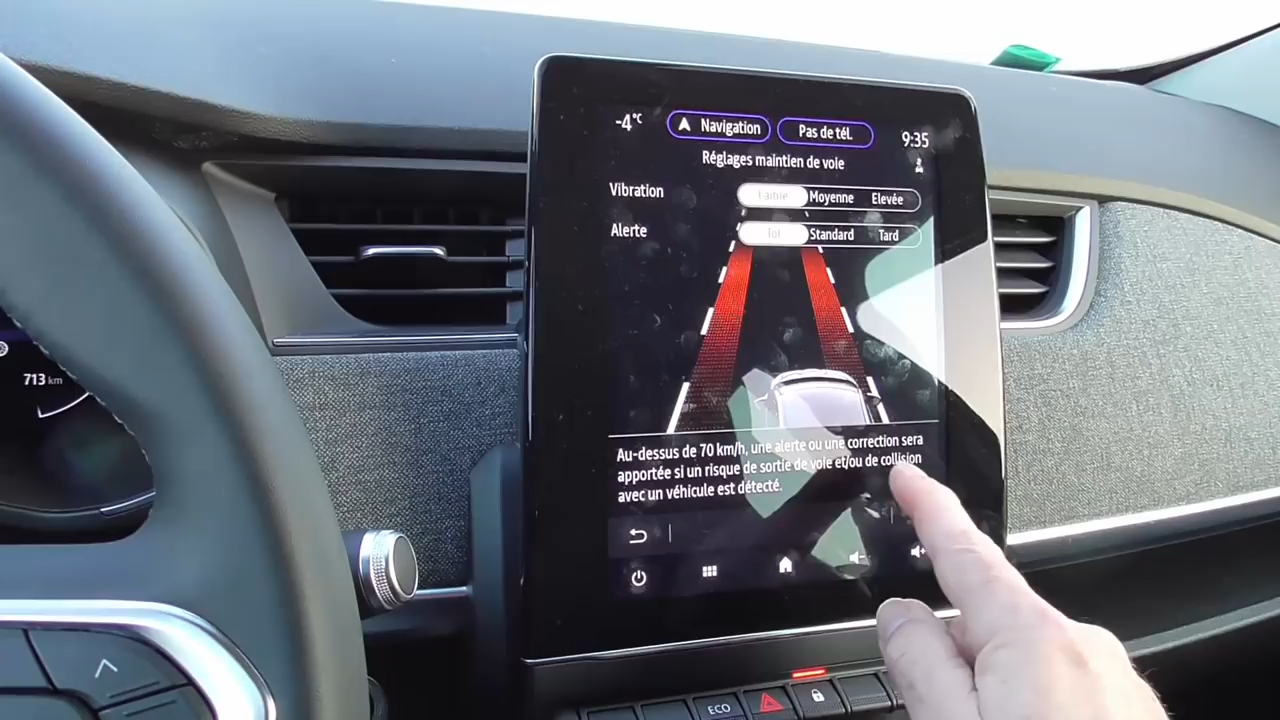 -4°C Navigation Pas de tél. 9:35
Réglages maintien de voie
Vibration Faible Moyenne Elevée
Alerte Tôt Standard Tard
713 km
Au-dessus de 70 km/h, une alerte ou une correction sera
apportée si un risque de sortie de voie et/ou de collision
avec un véhicule est détecté.
ECO